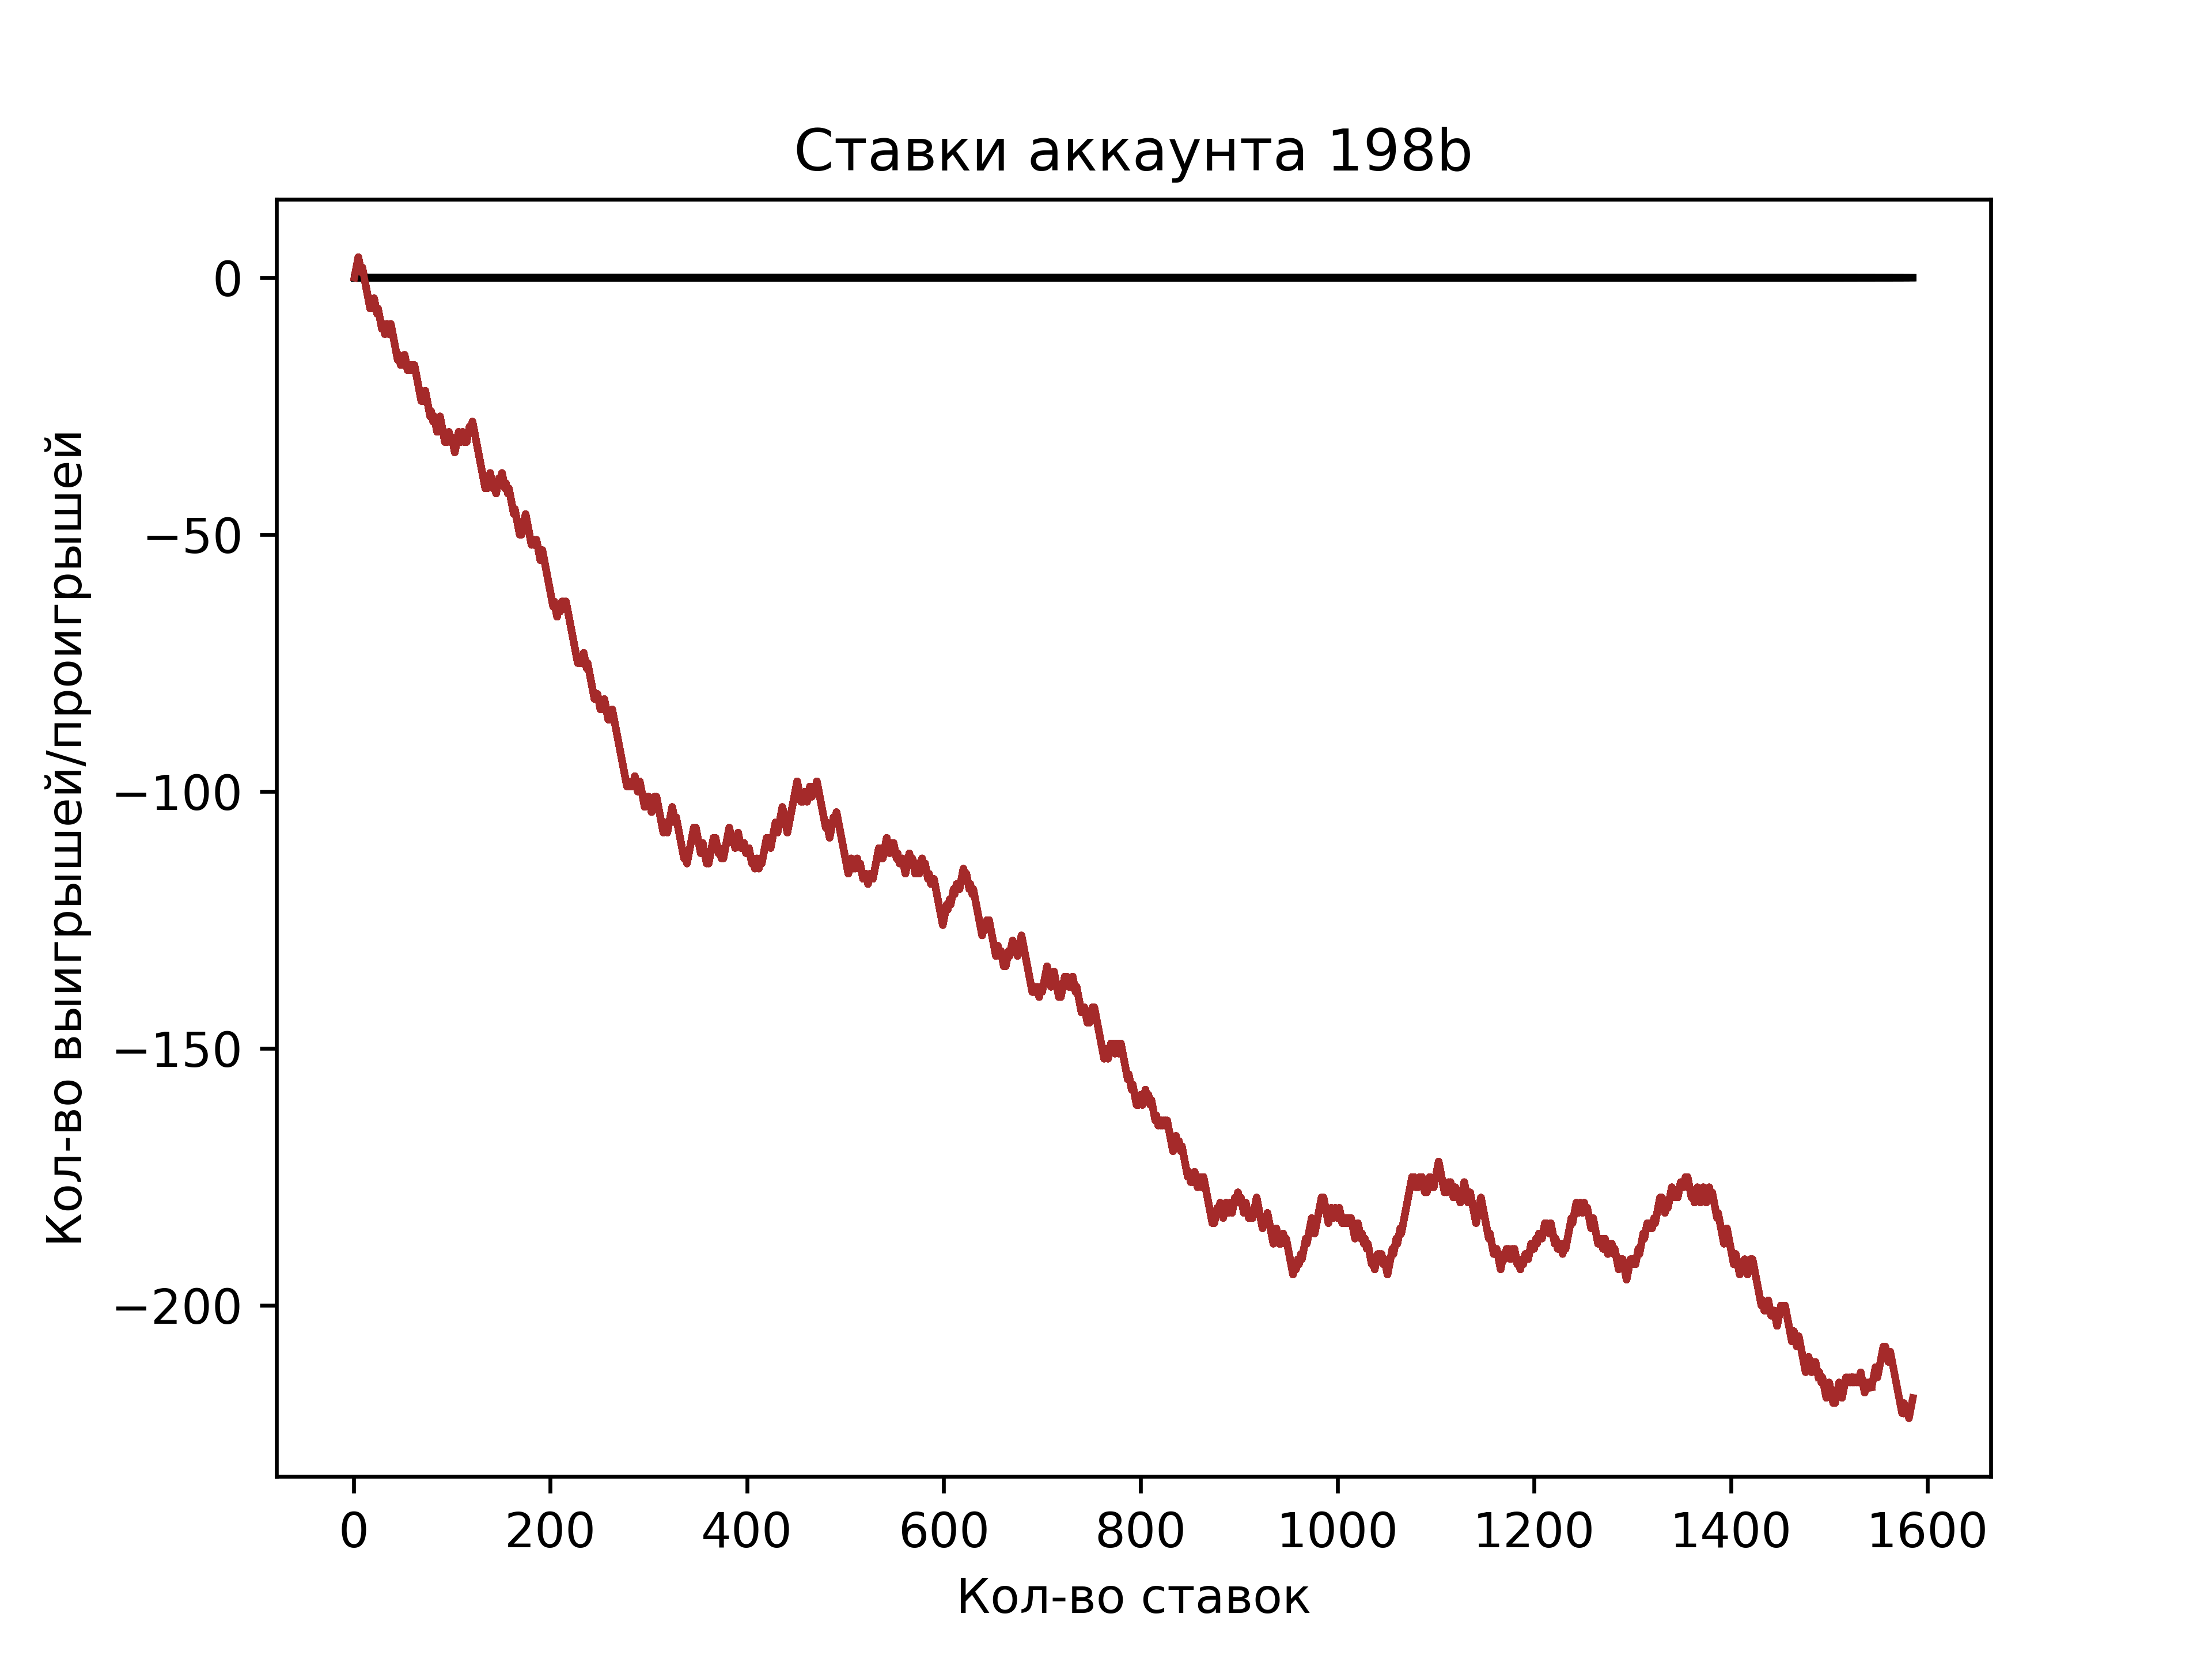 Ставки аккаунта 198b
Кол-во выигрышей/проигрышей
0
−50
−100
−150
−200
0 200 400 600 800 1000 1200 1400 1600
Кол-во ставок